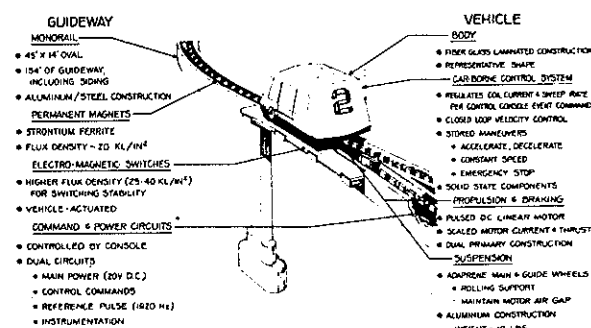 GUIDEWAY
MONORAIL
• 45' X 14' OVAL
• 154' OF GUIDEWAY, INCLUDING SIDING
• ALUMINUM/STEEL CONSTRUCTION
PERMANENT MAGNETS
• STRONTIUM FERRITE
• FLUX DENSITY ~ 20 KL/IN²
ELECTRO-MAGNETIC SWITCHES
• HIGHER FLUX DENSITY (25-40 KL/IN²)
FOR SWITCHING STABILITY
• VEHICLE-ACTUATED
COMMAND & POWER CIRCUITS
• CONTROLLED BY CONSOLE
• DUAL CIRCUITS
• MAIN POWER (20V D.C.)
• CONTROL COMMANDS
• REFERENCE PULSE (1920 Hz)
• INSTRUMENTATION
2
VEHICLE
BODY
• FIBER GLASS LAMINATED CONSTRUCTION
• REPRESENTATIVE SHAPE
CAR-BORNE CONTROL SYSTEM
• REGULATES COIL CURRENT & SWEEP RATE
PER CONTROL CONSOLE EVENT COMMAND
• CLOSED LOOP VELOCITY CONTROL
• STORED MANEUVERS
• ACCELERATE, DECELERATE
• CONSTANT SPEED
• EMERGENCY STOP
• SOLID STATE COMPONENTS
PROPULSION & BRAKING
• PULSED DC LINEAR MOTOR
• SCALED MOTOR CURRENT & THRUST
• DUAL PRIMARY CONSTRUCTION
SUSPENSION
• ADAPRENE MAIN & GUIDE WHEELS
• ROLLING SUPPORT
• MAINTAIN MOTOR AIR GAP
• ALUMINUM CONSTRUCTION